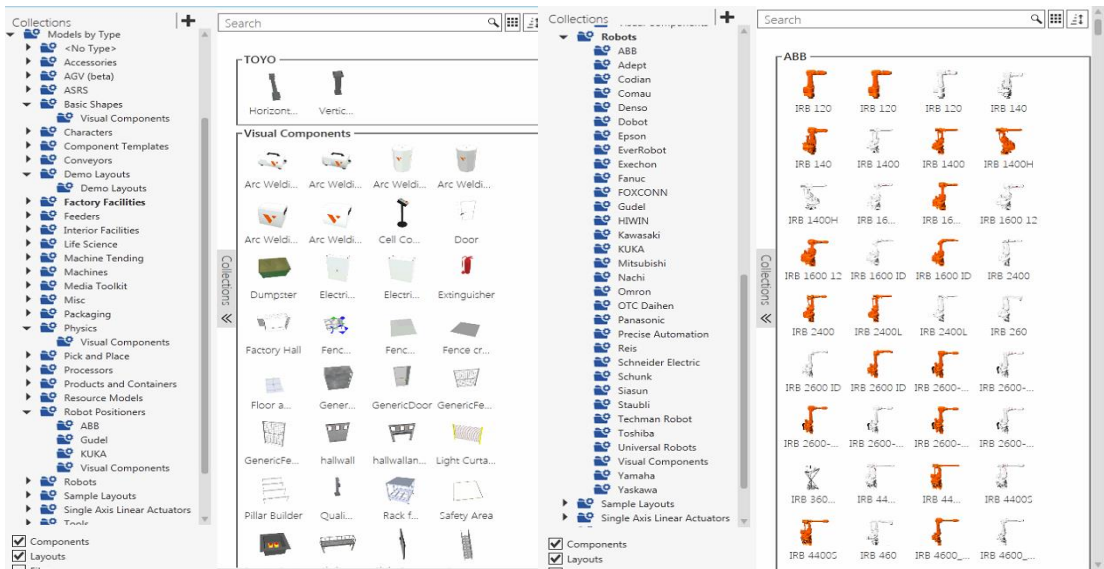 Collections
Models by Type
<No Type>
Accessories
AGV (beta)
ASRS
Basic Shapes
Visual Components
Characters
Component Templates
Conveyors
Demo Layouts
Demo Layouts
Factory Facilities
Feeders
Interior Facilities
Life Science
Machine Tending
Machines
Media Toolkit
Misc
Packaging
Physics
Visual Components
Pick and Place
Processors
Products and Containers
Resource Models
Robot Positioners
ABB
Gudel
KUKA
Visual Components
Robots
Sample Layouts
Single Axis Linear Actuators
Tools
Components
Layouts
Search
TOYO
Horizont... Vertic...
Visual Components
Arc Weldi... Arc Weldi... Arc Weldi... Arc Weldi...
Arc Weldi... Arc Weldi... Cell Co... Door
Dumpster Electri... Electri... Extinguisher
Factory Hall Fenc... Fenc... Fence cr...
Floor a... Gener... GenericDoor GenericFe...
GenericFe... hallwall hallwallan... Light Curta...
Pillar Builder Quali... Rack f... Safety Area
Collections
Collections
Visual Components
Robots
ABB
Adept
Codian
Comau
Denso
Dobot
Epson
EverRobot
Exechon
Fanuc
FOXCONN
Gudel
HIWIN
Kawasaki
KUKA
Mitsubishi
Nachi
Omron
OTC Daihen
Panasonic
Precise Automation
Reis
Schneider Electric
Schunk
Siasun
Staubli
Techman Robot
Toshiba
Universal Robots
Visual Components
Yamaha
Yaskawa
Sample Layouts
Single Axis Linear Actuators
Components
Layouts
Collections
Search
ABB
IRB 120 IRB 120 IRB 120 IRB 140
IRB 140 IRB 1400 IRB 1400 IRB 1400H
IRB 1400H IRB 16... IRB 16... IRB 1600 12
IRB 1600 12 IRB 1600 ID IRB 1600 ID IRB 2400
IRB 2400 IRB 2400L IRB 2400L IRB 260
IRB 2600 ID IRB 2600 ID IRB 2600-... IRB 2600-...
IRB 2600-... IRB 2600-... IRB 2600-... IRB 2600-...
IRB 360... IRB 44... IRB 44... IRB 4400S
IRB 4400S IRB 460 IRB 4600_... IRB 4600_...